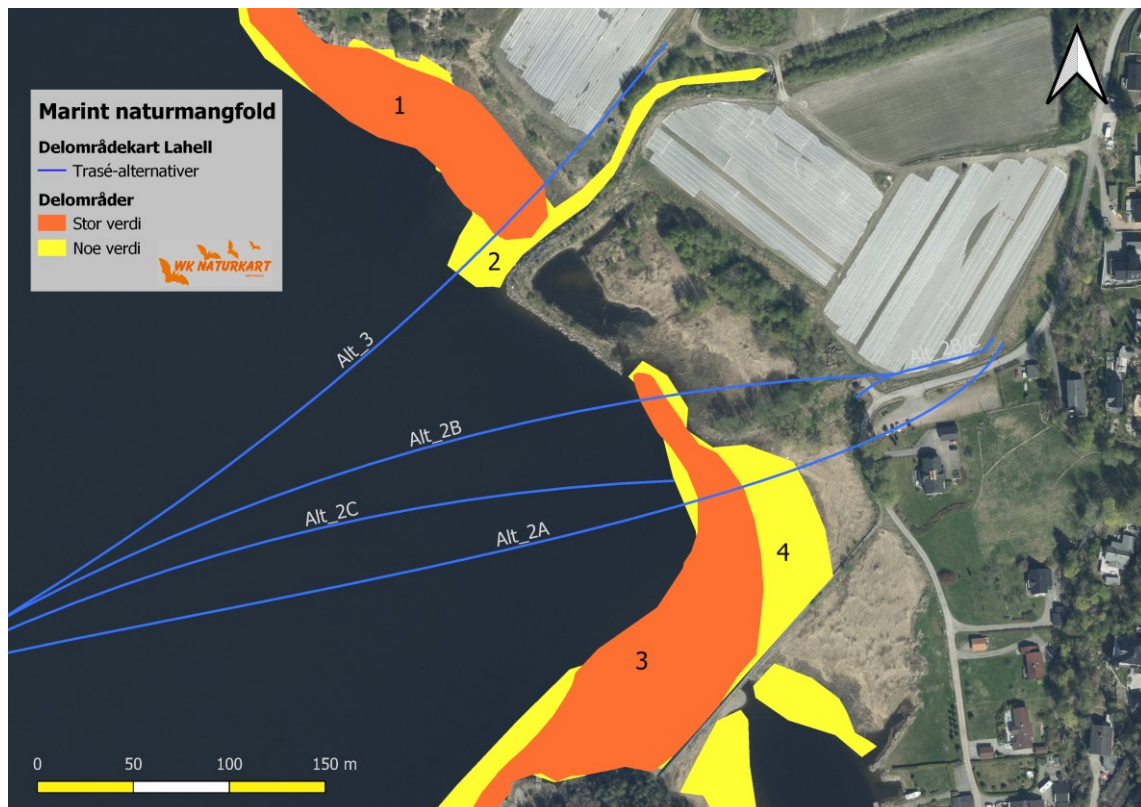 Marint naturmangfold
Delområdekart Lahell
Trasé-alternativer
Delområder
Stor verdi
Noe verdi
WK NATURKART
1
2
Alt_3
Alt_2B/C
Alt_2B
Alt_2C
Alt_2A
4
3
0 50 100 150 m